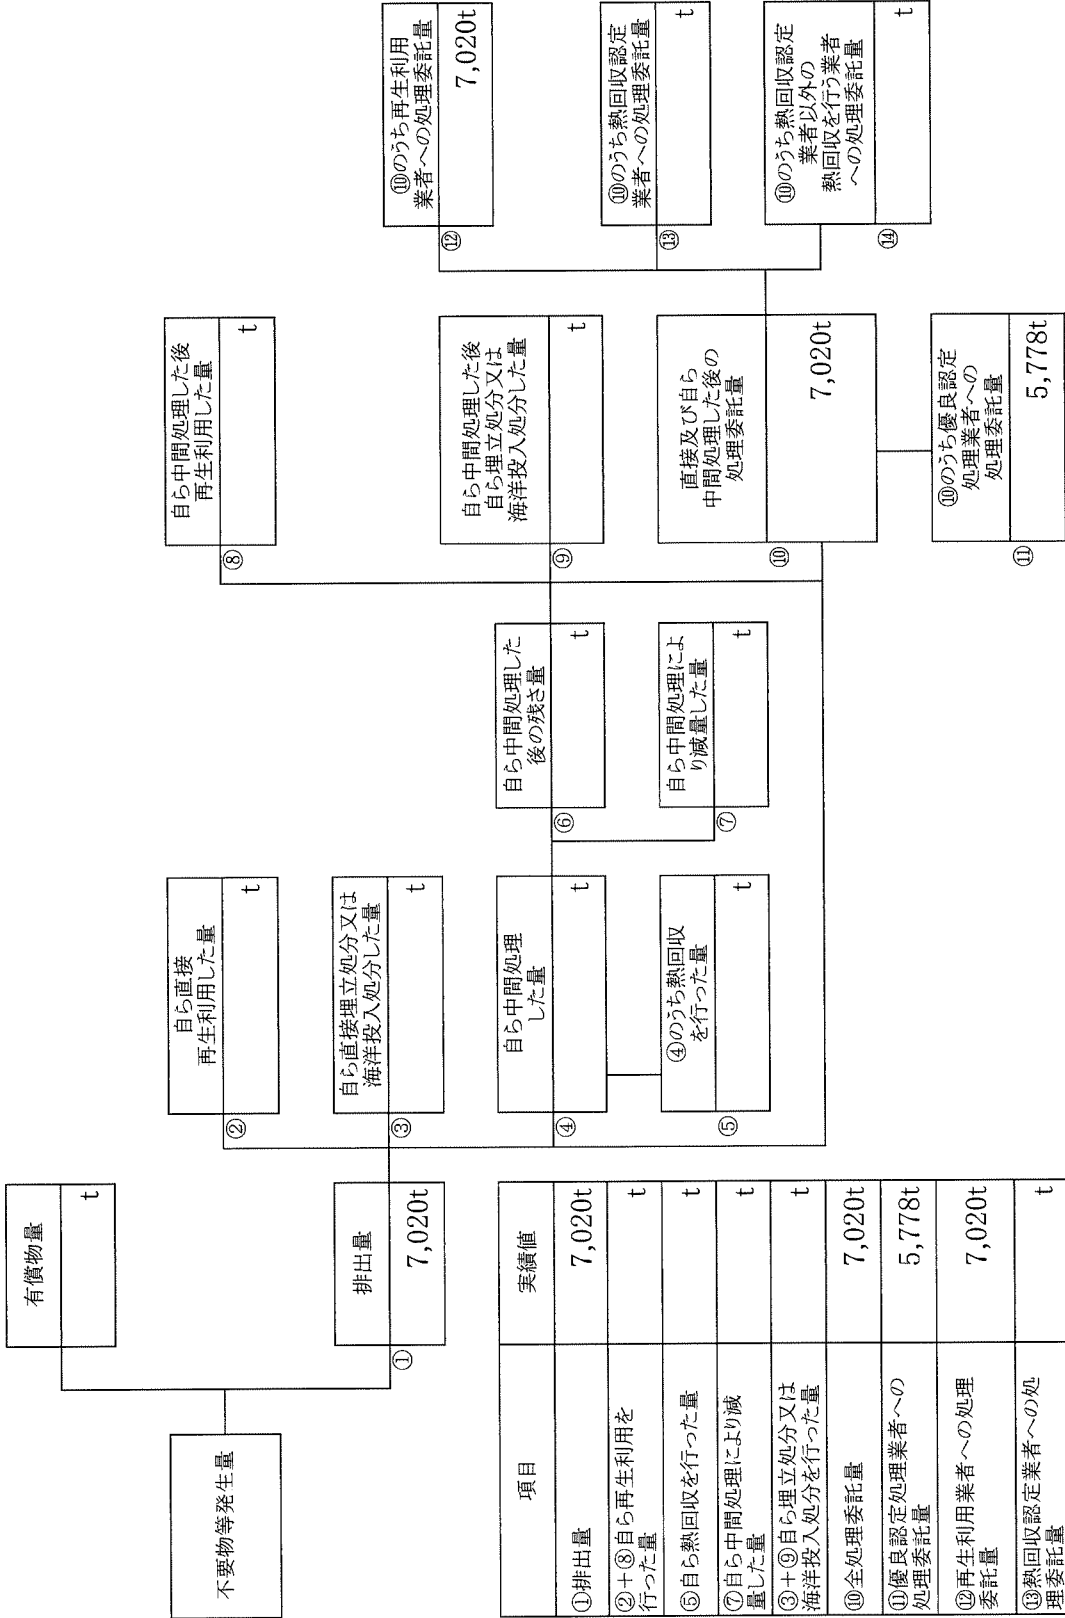 不要物等発生量
有償物量
t
①
排出量
7,020t
②
自ら直接
再生利用した量
t
③
自ら直接埋立処分又は
海洋投入処分した量
t
④
自ら中間処理
した量
t
⑤
④のうち熱回収
を行った量
t
⑥
自ら中間処理した
後の残さ量
t
⑦
自ら中間処理によ
り減量した量
t
⑧
自ら中間処理した後
再生利用した量
t
⑨
自ら中間処理した後
自ら埋立処分又は
海洋投入処分した量
t
⑩
直接及び自ら
中間処理した後の
処理委託量
7,020t
⑪
⑩のうち優良認定
処理業者への
処理委託量
5,778t
⑫
⑩のうち再生利用
業者への処理委託量
7,020t
⑬
⑩のうち熱回収認定
業者への処理委託量
t
⑭
⑩のうち熱回収認定
業者以外の
熱回収を行う業者
への処理委託量
t
項目 実績値
①排出量 7,020t
②+⑧自ら再生利用を
行った量 t
⑤自ら熱回収を行った量 t
⑦自ら中間処理により減
量した量 t
③+⑨自ら埋立処分又は
海洋投入処分を行った量 t
⑩全処理委託量 7,020t
⑪優良認定処理業者への
処理委託量 5,778t
⑫再生利用業者への処理
委託量 7,020t
⑬熱回収認定業者への処
理委託量 t